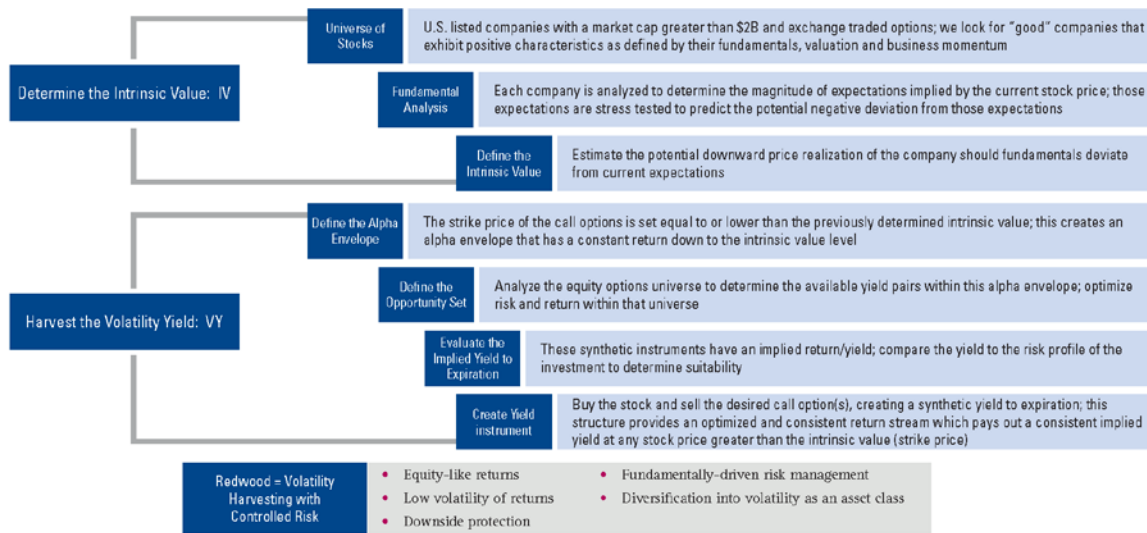 Universe of
Stocks
U.S. listed companies with a market cap greater than $2B and exchange traded options; we look for "good" companies that
exhibit positive characteristics as defined by their fundamentals, valuation and business momentum
Determine the Intrinsic Value: IV
Fundamental
Analysis
Each company is analyzed to determine the magnitude of expectations implied by the current stock price; those
expectations are stress tested to predict the potential negative deviation from those expectations
Define the
Intrinsic Value
Estimate the potential downward price realization of the company should fundamentals deviate
from current expectations
Define the Alpha
Envelope
The strike price of the call options is set equal to or lower than the previously determined intrinsic value; this creates an
alpha envelope that has a constant return down to the intrinsic value level
Define the
Opportunity Set
Analyze the equity options universe to determine the available yield pairs within this alpha envelope; optimize
risk and return within that universe
Harvest the Volatility Yield: VY
Evaluate the
Implied Yield to
Expiration
These synthetic instruments have an implied return/yield; compare the yield to the risk profile of the
investment to determine suitability
Create Yield
instrument
Buy the stock and sell the desired call option(s), creating a synthetic yield to expiration; this
structure provides an optimized and consistent return stream which pays out a consistent implied
yield at any stock price greater than the intrinsic value (strike price)
Redwood = Volatility
Harvesting with
Controlled Risk
• Equity-like returns
• Low volatility of returns
• Downside protection
• Fundamentally-driven risk management
• Diversification into volatility as an asset class